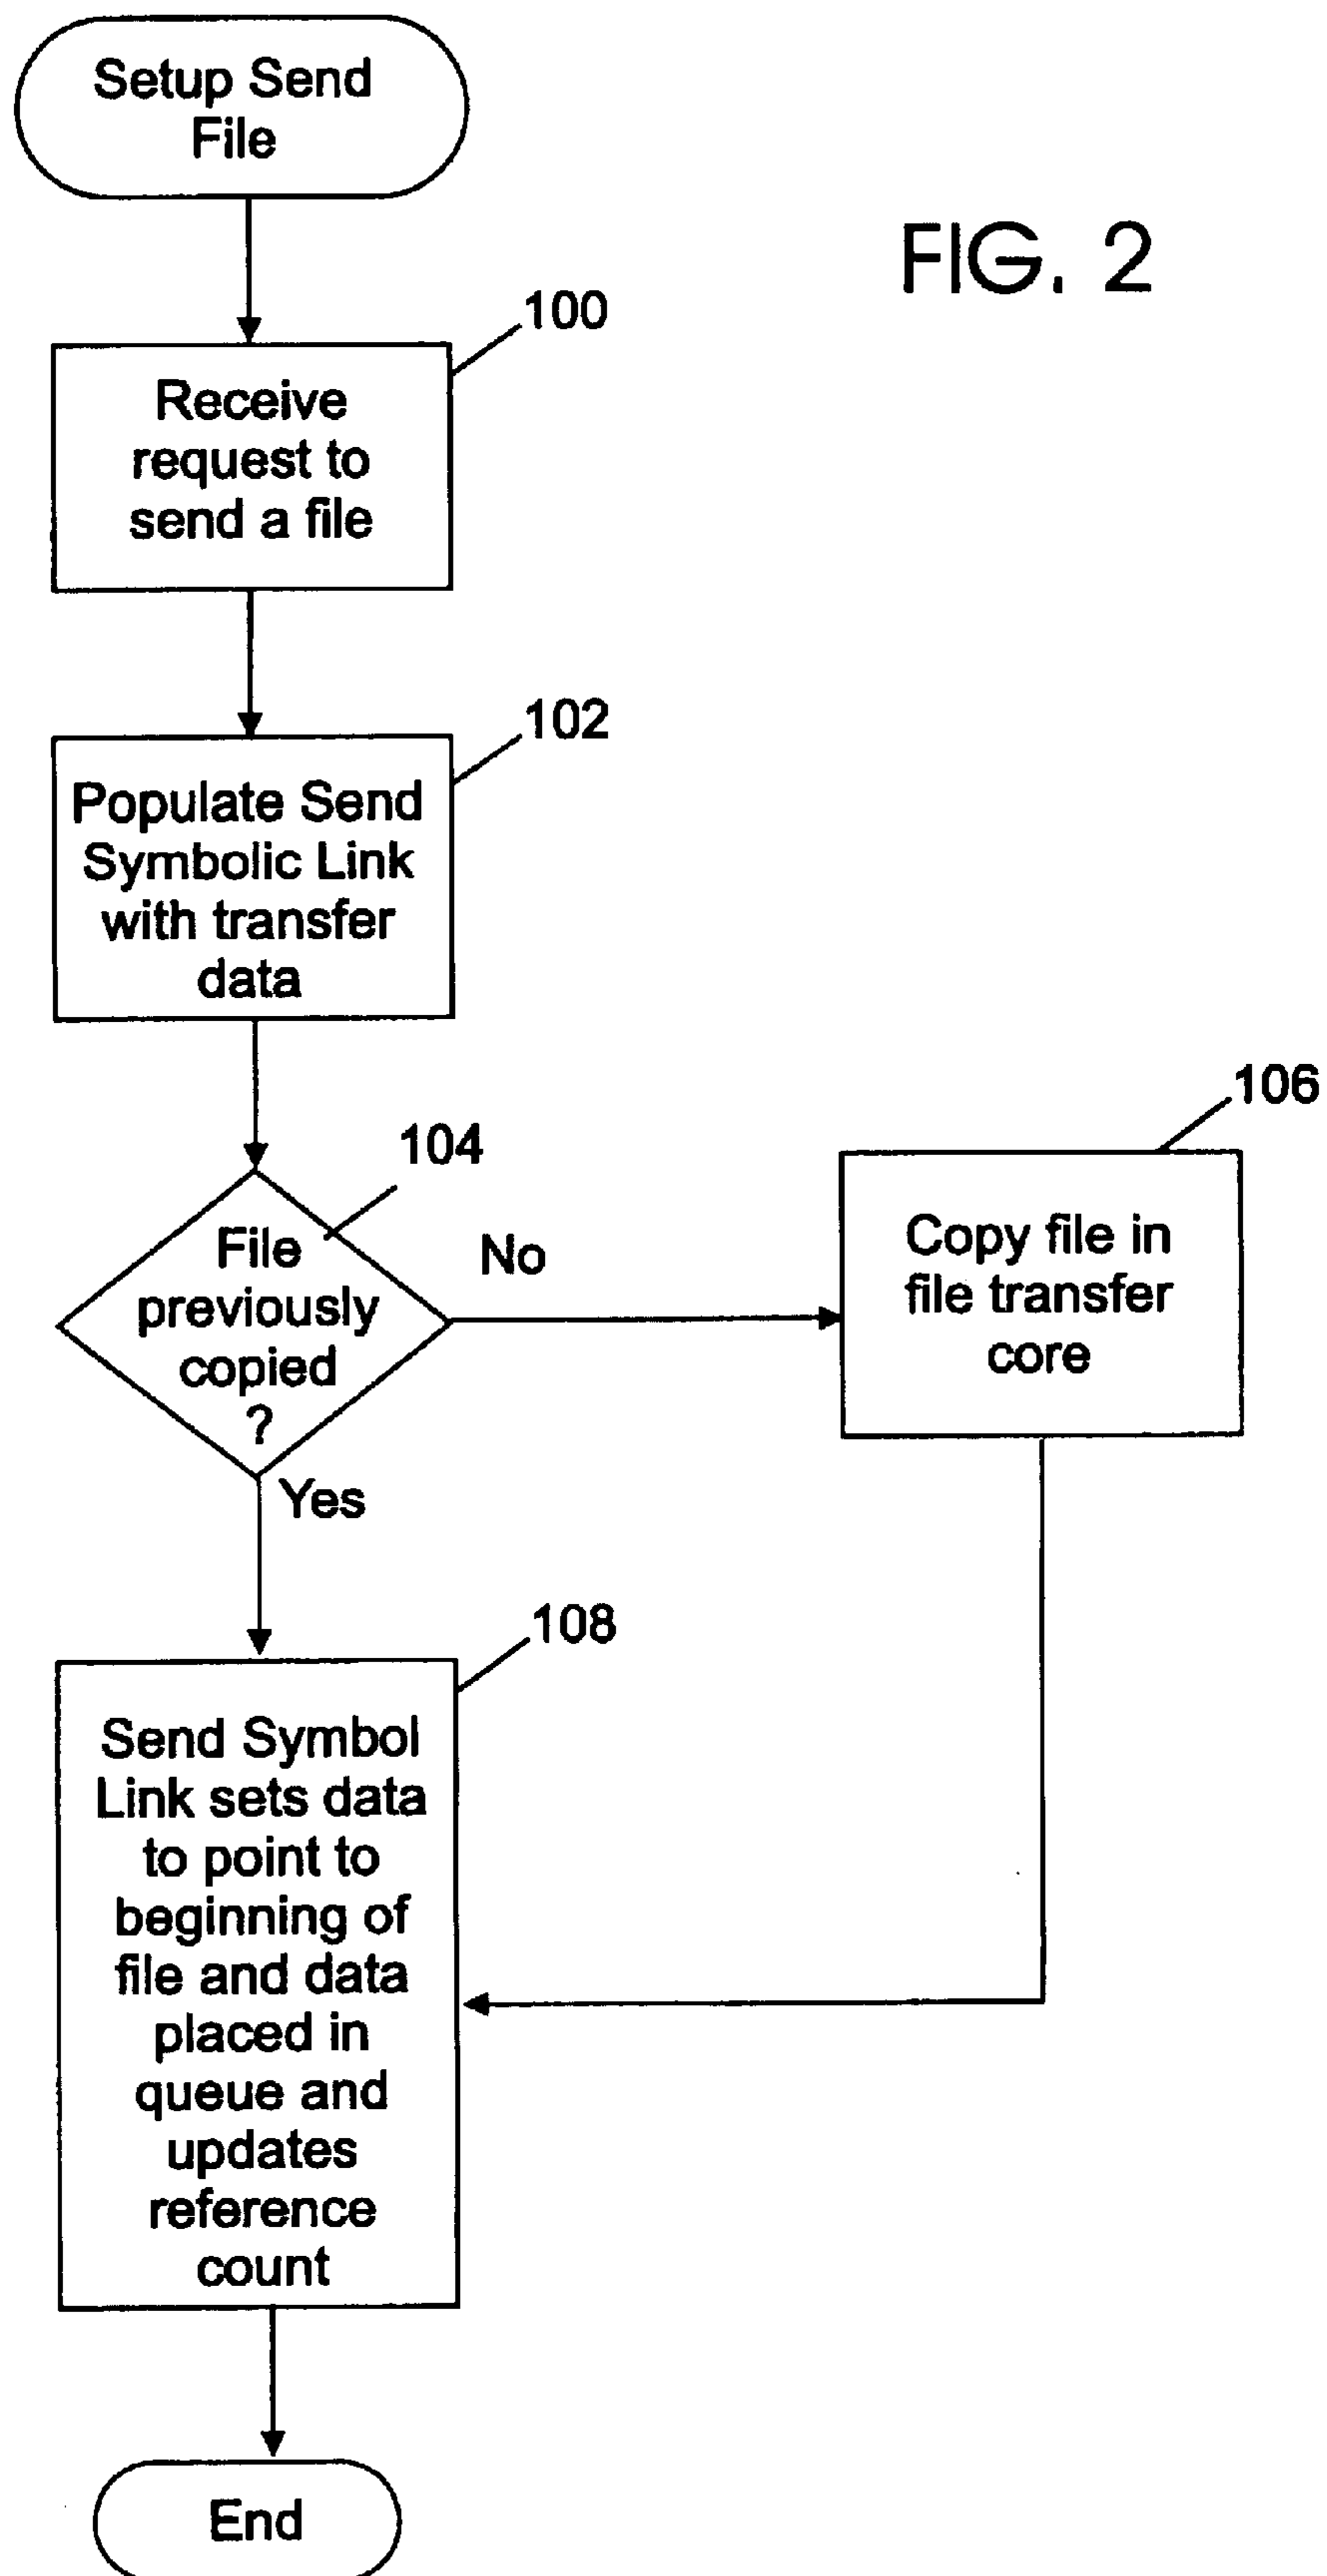 Setup Send
File
FIG. 2
100
Receive
request to
send a file
102
Populate Send
Symbolic Link
with transfer
data
104
File
previously
copied
?
No
106
Copy file in
file transfer
core
Yes
108
Send Symbol
Link sets data
to point to
beginning of
file and data
placed in
queue and
updates
reference
count
End